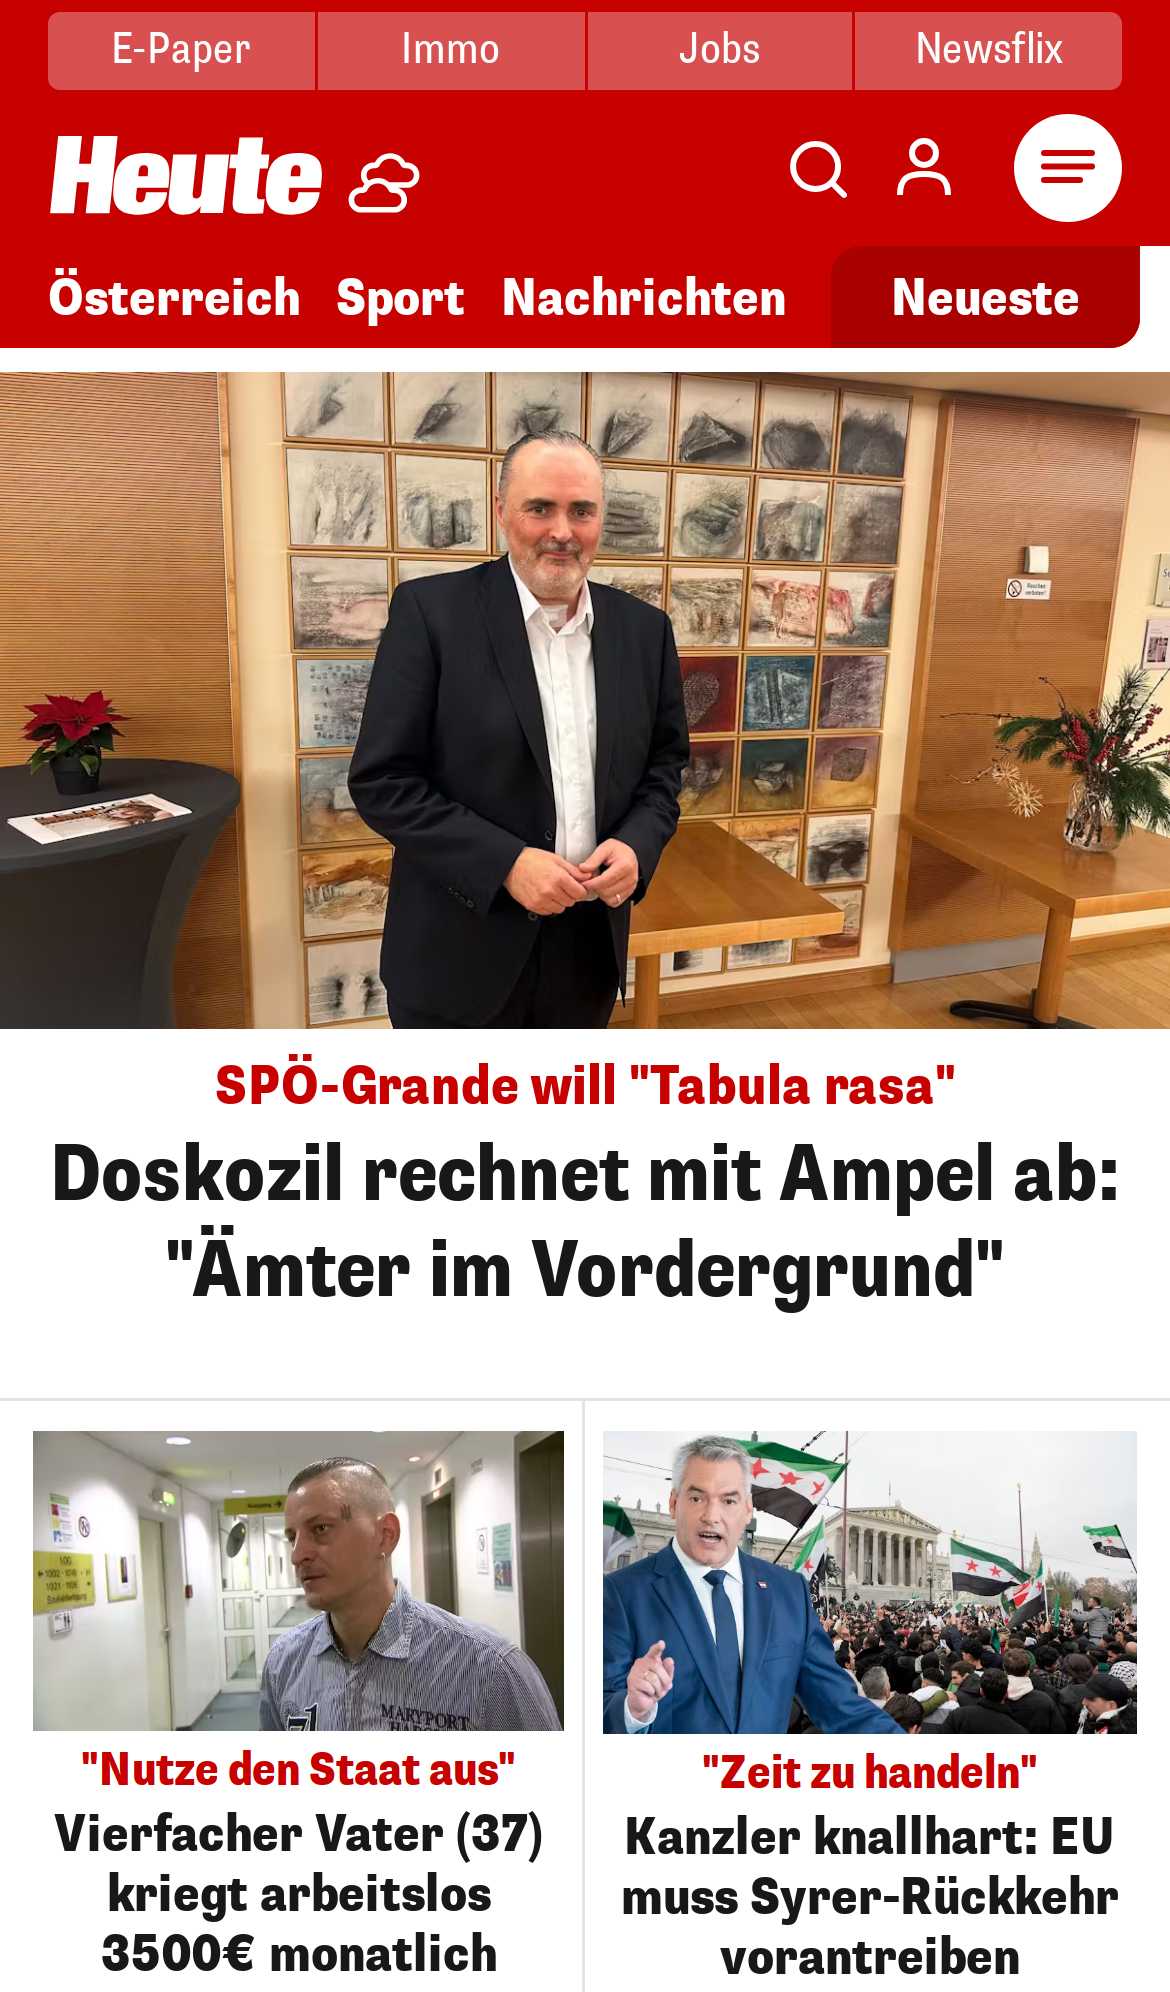 E-Paper
Immo
Jobs
Newsflix
Heute
Österreich
Sport
Nachrichten
Neueste
SPÖ-Grande will "Tabula rasa"
Doskozil rechnet mit Ampel ab:
"Ämter im Vordergrund"
MARYPORT
"Nutze den Staat aus"
Vierfacher Vater (37)
kriegt arbeitslos
3500€ monatlich
"Zeit zu handeln"
Kanzler knallhart: EU
muss Syrer-Rückkehr
vorantreiben